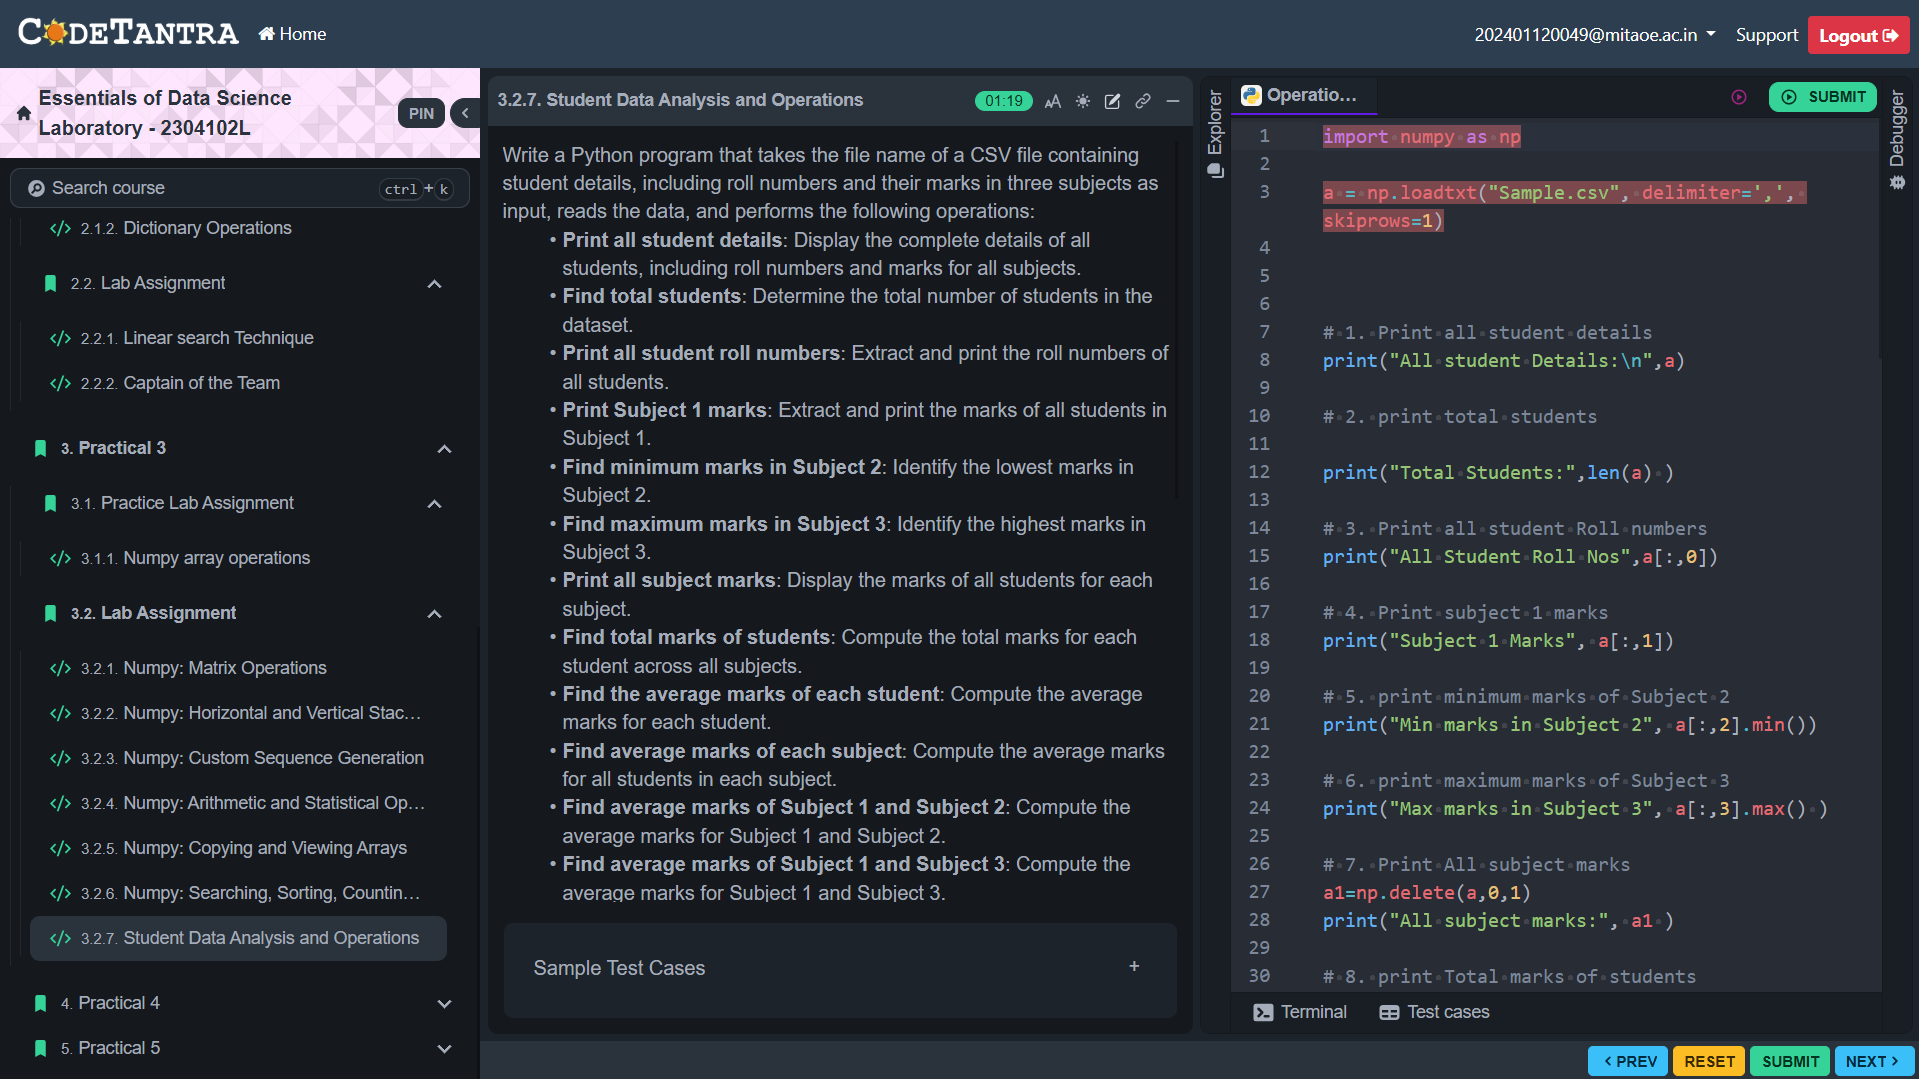 CODETANTRA
Home
202401120049@mitaoe.ac.in
Support
Logout
Essentials of Data Science
Laboratory - 2304102L
PIN
Search course
ctrl + k
</> 2.1.2. Dictionary Operations
2.2. Lab Assignment
</> 2.2.1. Linear search Technique
</> 2.2.2. Captain of the Team
3. Practical 3
3.1. Practice Lab Assignment
</> 3.1.1. Numpy array operations
3.2. Lab Assignment
</> 3.2.1. Numpy: Matrix Operations
</> 3.2.2. Numpy: Horizontal and Vertical Stac...
</> 3.2.3. Numpy: Custom Sequence Generation
</> 3.2.4. Numpy: Arithmetic and Statistical Op...
</> 3.2.5. Numpy: Copying and Viewing Arrays
</> 3.2.6. Numpy: Searching, Sorting, Countin...
</> 3.2.7. Student Data Analysis and Operations
4. Practical 4
5. Practical 5
3.2.7. Student Data Analysis and Operations
01:19
AA
Write a Python program that takes the file name of a CSV file containing
student details, including roll numbers and their marks in three subjects as
input, reads the data, and performs the following operations:
• Print all student details: Display the complete details of all
students, including roll numbers and marks for all subjects.
• Find total students: Determine the total number of students in the
dataset.
• Print all student roll numbers: Extract and print the roll numbers of
all students.
• Print Subject 1 marks: Extract and print the marks of all students in
Subject 1.
• Find minimum marks in Subject 2: Identify the lowest marks in
Subject 2.
• Find maximum marks in Subject 3: Identify the highest marks in
Subject 3.
• Print all subject marks: Display the marks of all students for each
subject.
• Find total marks of students: Compute the total marks for each
student across all subjects.
• Find the average marks of each student: Compute the average
marks for each student.
• Find average marks of each subject: Compute the average marks
for all students in each subject.
• Find average marks of Subject 1 and Subject 2: Compute the
average marks for Subject 1 and Subject 2.
• Find average marks of Subject 1 and Subject 3: Compute the
average marks for Subject 1 and Subject 3.
Sample Test Cases
+
Explorer
Operatio...
SUBMIT
Debugger
1 import numpy as np
2
3 a = np.loadtxt("Sample.csv", delimiter=',',
skiprows=1)
4
5
6
7 # 1. Print all student details
8 print("All student Details:\n",a)
9
10 # 2. print total students
11
12 print("Total Students:",len(a) )
13
14 # 3. Print all student Roll numbers
15 print("All Student Roll Nos",a[:,0])
16
17 # 4. Print subject 1 marks
18 print("Subject 1 Marks", a[:,1])
19
20 # 5. print minimum marks of Subject 2
21 print("Min marks in Subject 2", a[:,2].min())
22
23 # 6. print maximum marks of Subject 3
24 print("Max marks in Subject 3", a[:,3].max() )
25
26 # 7. Print All subject marks
27 a1=np.delete(a,0,1)
28 print("All subject marks:", a1 )
29
30 # 8. print Total marks of students
Terminal
Test cases
< PREV
RESET
SUBMIT
NEXT >